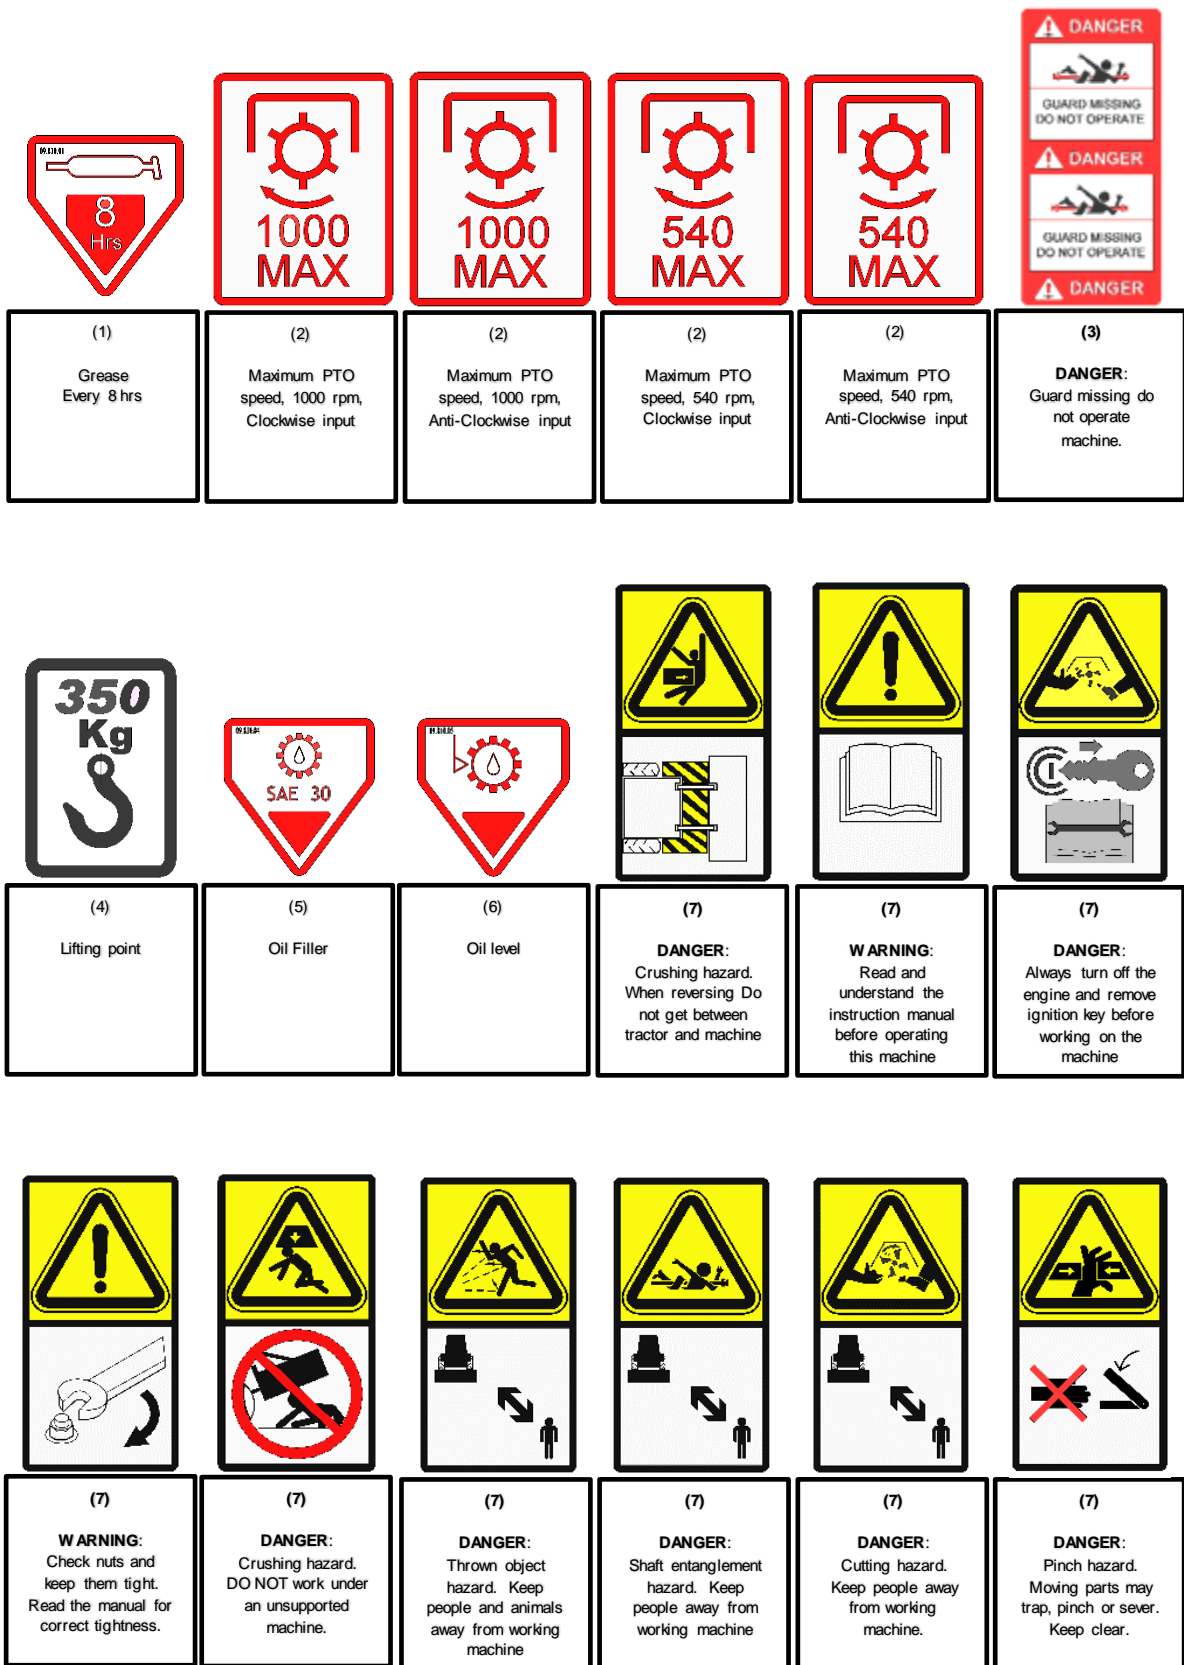 DANGER
GUARD MISSING
DO NOT OPERATE
DANGER
GUARD MISSING
DO NOT OPERATE
DANGER
8
Hrs
1000
MAX
1000
MAX
540
MAX
540
MAX
(1)
Grease
Every 8 hrs
(2)
Maximum PTO
speed, 1000 rpm,
Clockwise input
(2)
Maximum PTO
speed, 1000 rpm,
Anti-Clockwise input
(2)
Maximum PTO
speed, 540 rpm,
Clockwise input
(2)
Maximum PTO
speed, 540 rpm,
Anti-Clockwise input
(3)
DANGER:
Guard missing do
not operate
machine.
350
Kg
SAE 30
(4)
Lifting point
(5)
Oil Filler
(6)
Oil level
(7)
DANGER:
Crushing hazard.
When reversing Do
not get between
tractor and machine
(7)
WARNING:
Read and
understand the
instruction manual
before operating
this machine
(7)
DANGER:
Always turn off the
engine and remove
ignition key before
working on the
machine
(7)
WARNING:
Check nuts and
keep them tight.
Read the manual for
correct tightness.
(7)
DANGER:
Crushing hazard.
DO NOT work under
an unsupported
machine.
(7)
DANGER:
Thrown object
hazard. Keep
people and animals
away from working
machine
(7)
DANGER:
Shaft entanglement
hazard. Keep
people away from
working machine
(7)
DANGER:
Cutting hazard.
Keep people away
from working
machine.
(7)
DANGER:
Pinch hazard.
Moving parts may
trap, pinch or sever.
Keep clear.